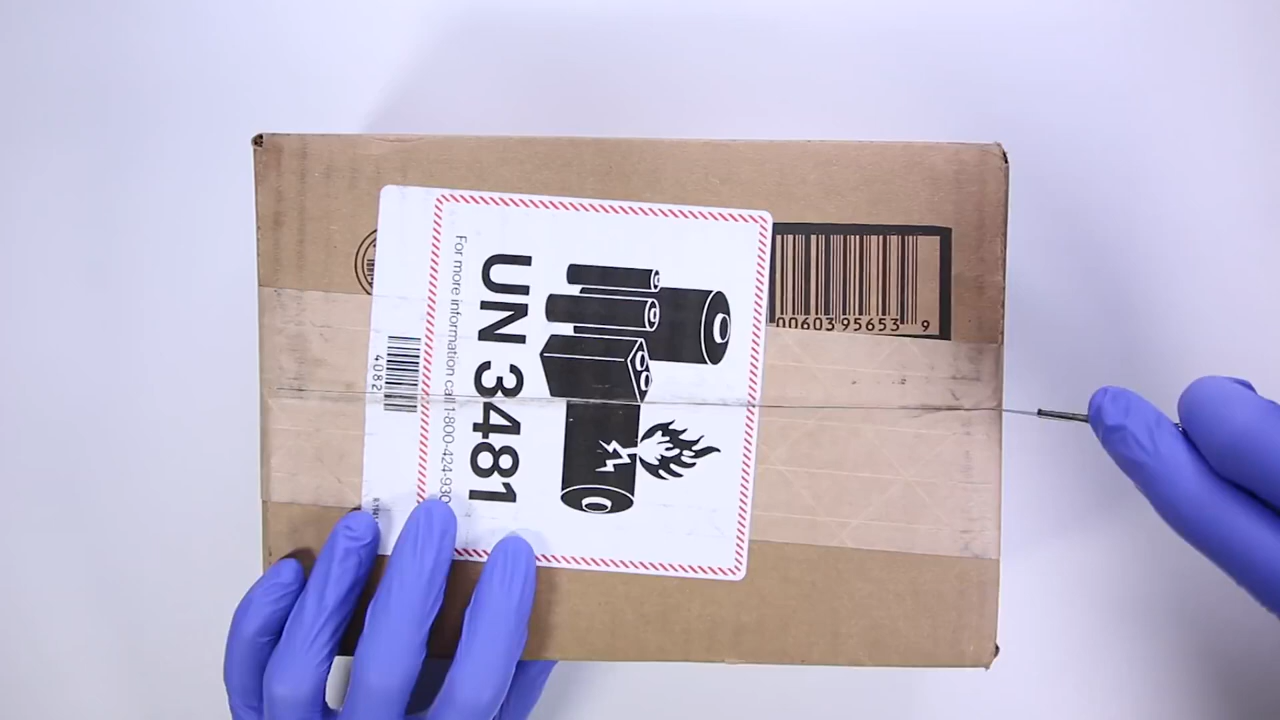 UN 3481
For more information call 1-800-424-930
4082
00603 95653 9